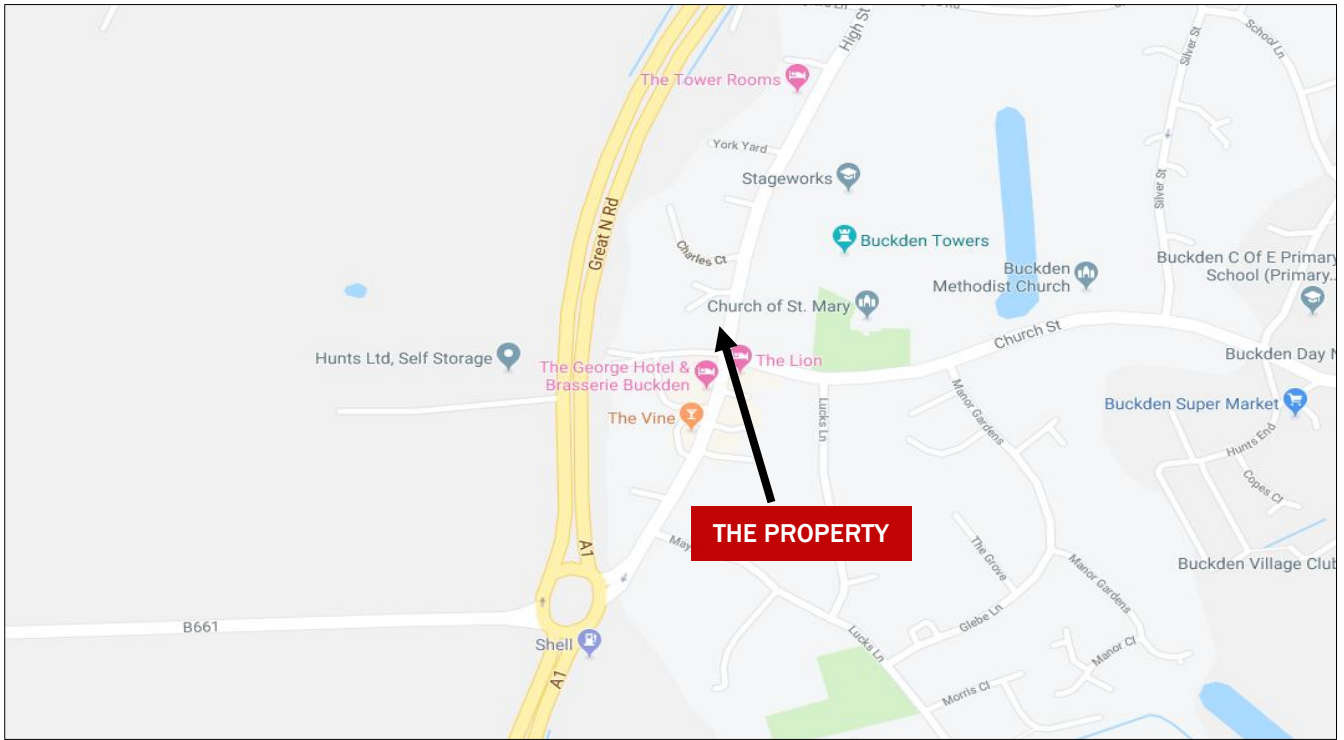 High St
Silver St
School Ln
The Tower Rooms
York Yard
Stageworks
Silver St
Great N Rd
Charles Ct
Buckden Towers
Buckden
Methodist Church
Buckden C Of E Primary
School (Primary..
Church of St. Mary
Church St
Hunts Ltd, Self Storage
The George Hotel &
Brasserie Buckden
The Lion
Buckden Day N
The Vine
Lucks Ln
Manor Gardens
Buckden Super Market
Hunts End
Copes Cl
THE PROPERTY
A1
May
The Grove
Manor Gardens
Buckden Village Club
B661
Glebe Ln
Shell
Lucks Ln
Manor Cl
A1
Morris Cl